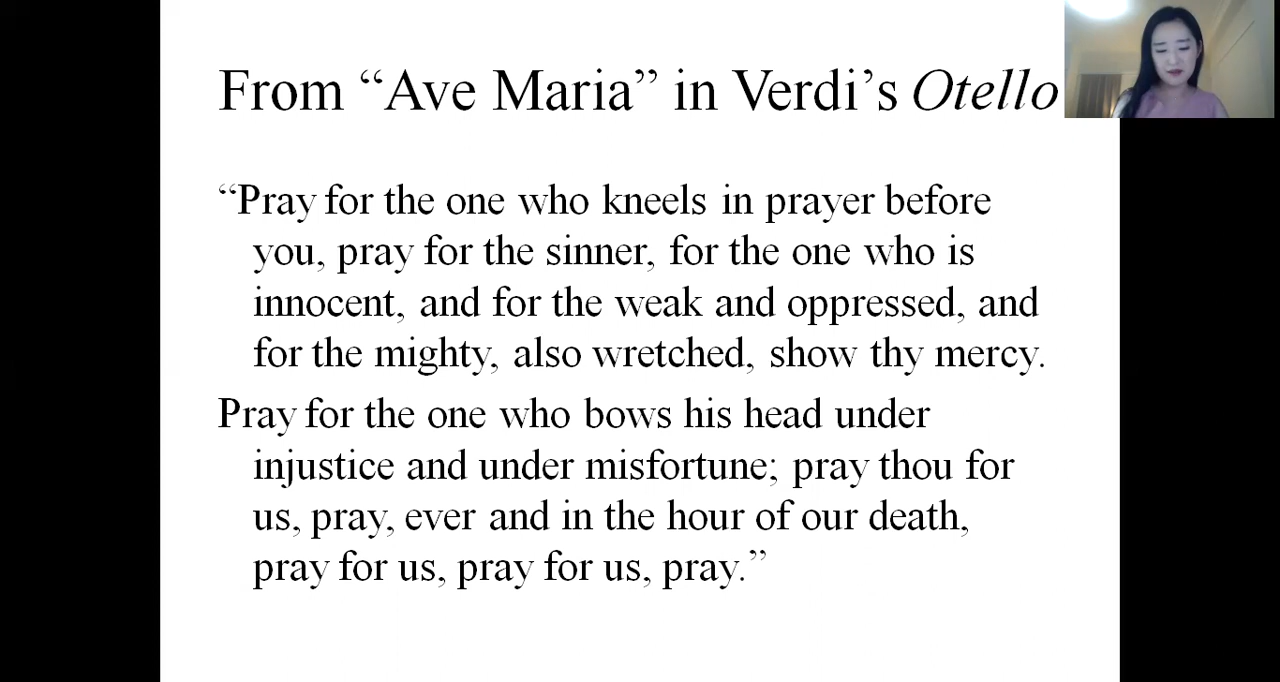 From “Ave Maria” in Verdi’s Otello
“Pray for the one who kneels in prayer before
you, pray for the sinner, for the one who is
innocent, and for the weak and oppressed, and
for the mighty, also wretched, show thy mercy.
Pray for the one who bows his head under
injustice and under misfortune; pray thou for
us, pray, ever and in the hour of our death,
pray for us, pray for us, pray.”